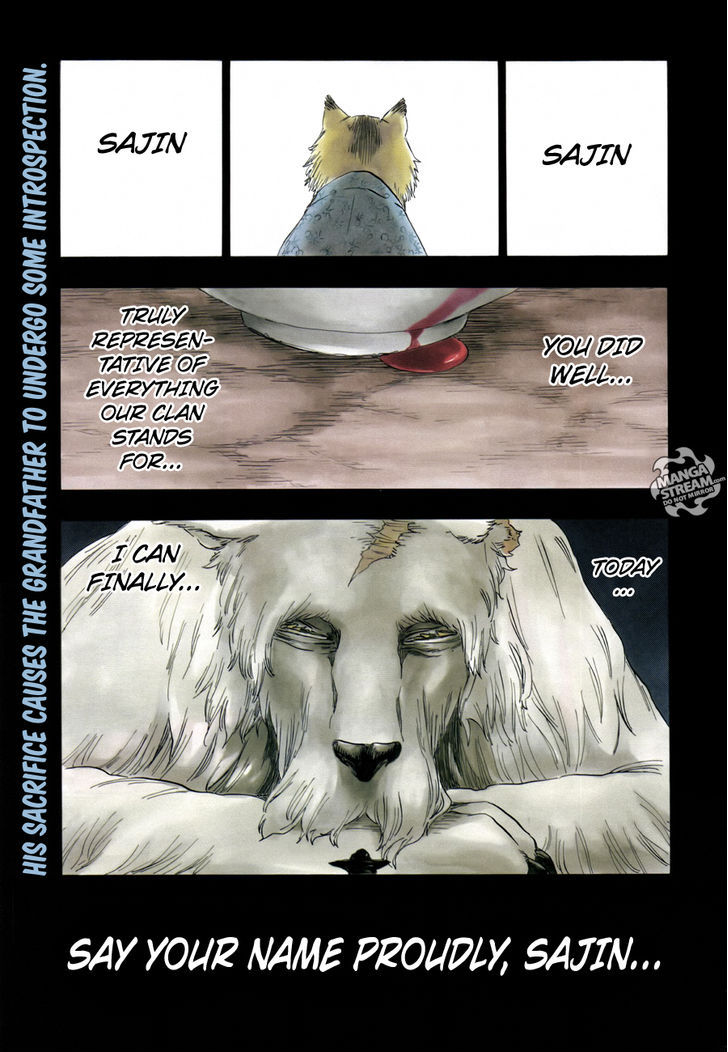 HIS SACRIFICE CAUSES THE GRANDFATHER TO UNDERGO SOME INTROSPECTION.
SAJIN
SAJIN
YOU DID
WELL...
TRULY
REPRESEN-
TATIVE OF
EVERYTHING
OUR CLAN
STANDS
FOR...
MANGA
STREAM.com
DO NOT MIRROR
TODAY
...
I CAN
FINALLY...
SAY YOUR NAME PROUDLY, SAJIN...